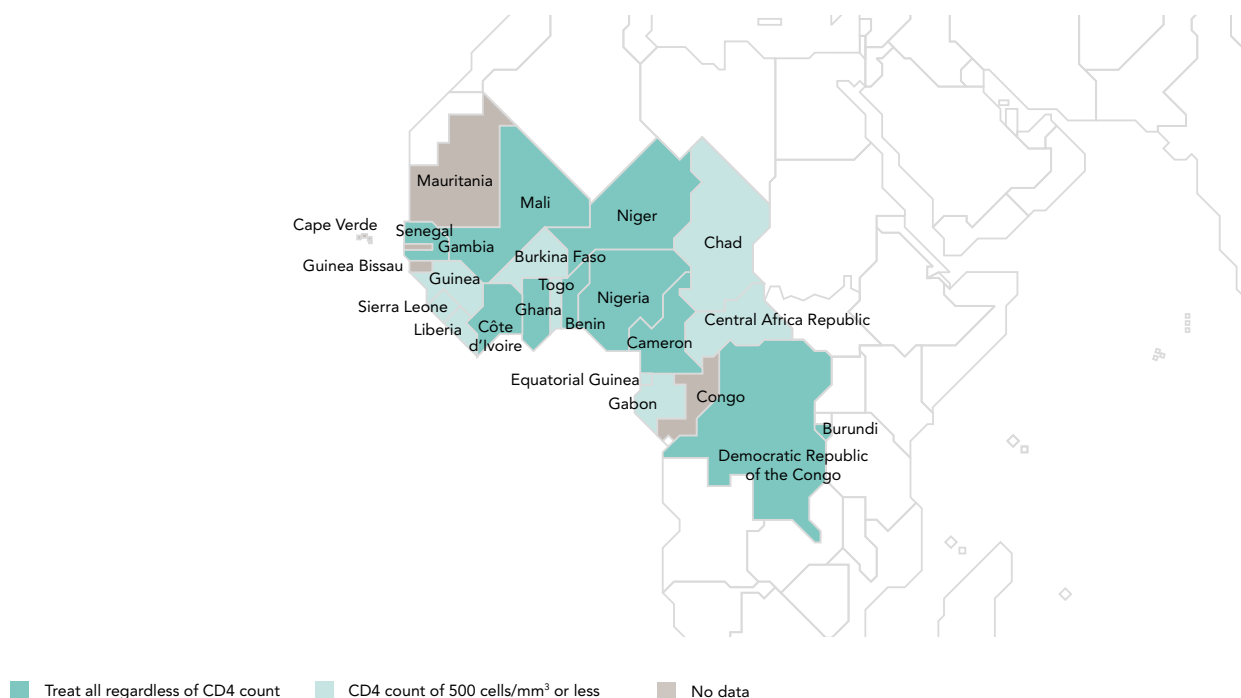 Mauritania
Mali
Niger
Cape Verde
Senegal
Gambia
Chad
Burkina Faso
Guinea Bissau
Guinea
Togo
Nigeria
Sierra Leone
Ghana
Liberia
Côte
d'Ivoire
Benin
Central Africa Republic
Cameron
Equatorial Guinea
Gabon
Congo
Burundi
Democratic Republic
of the Congo
Treat all regardless of CD4 count
CD4 count of 500 cells/mm³ or less
No data